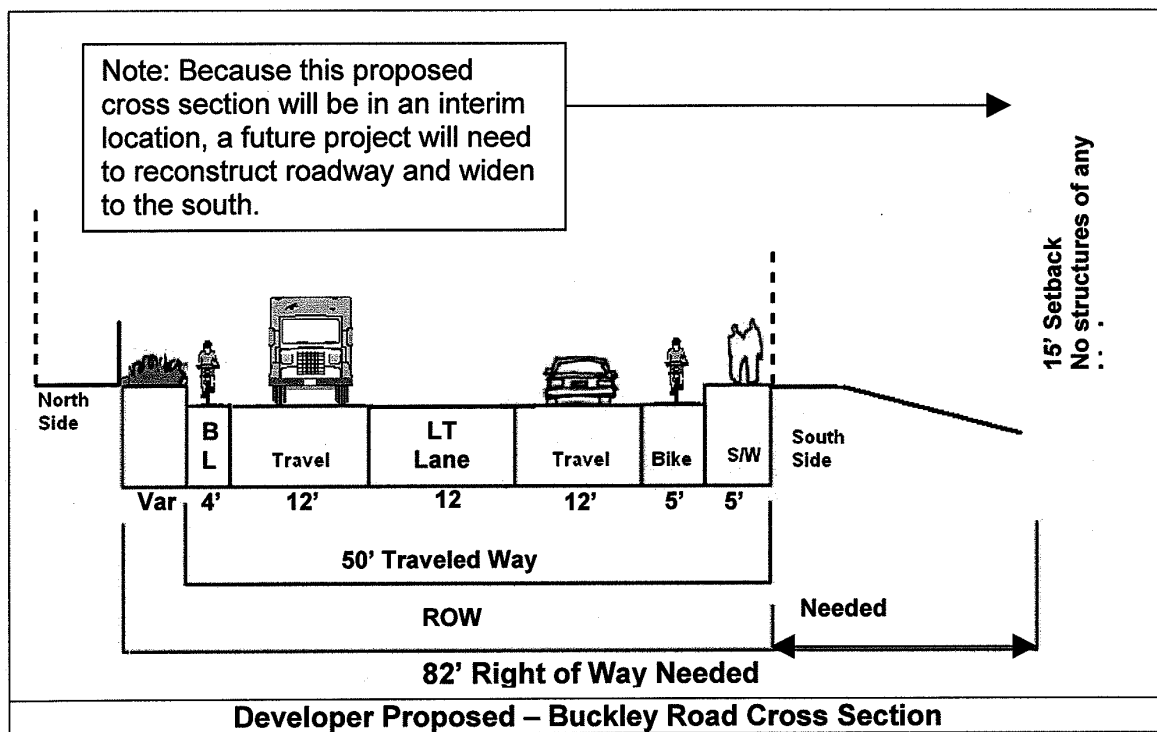 Note: Because this proposed
cross section will be in an interim
location, a future project will need
to reconstruct roadway and widen
to the south.
15' Setback
No structures of any
North
Side
B
L
Travel
LT
Lane
Travel
Bike
S/W
South
Side
Var
4'
12'
12
12'
5'
5'
50' Traveled Way
ROW
Needed
82' Right of Way Needed
Developer Proposed – Buckley Road Cross Section